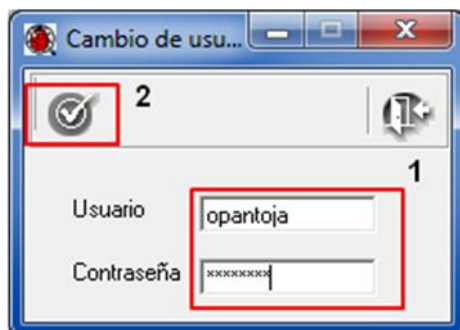 Cambio de usu...
2
1
Usuario opantoja
Contraseña ××××××××